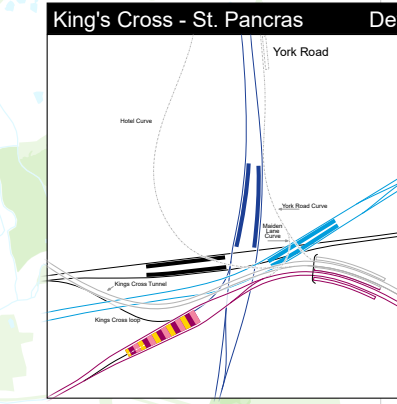 King's Cross - St. Pancras De
York Road
Hotel Curve
York Road Curve
Maiden
Lane
Curve
Kings Cross Tunnel
Kings Cross loop